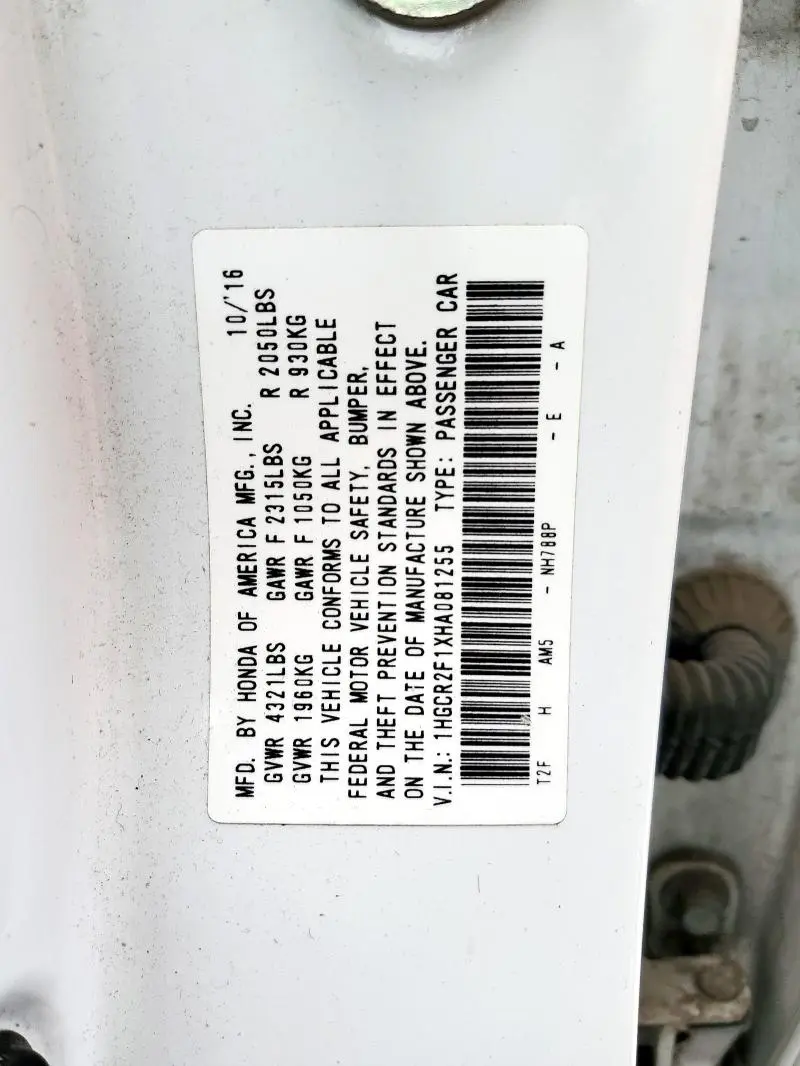 MFD. BY HONDA OF AMERICA MFG., INC. 10/'16
GVWR 4321LBS GAWR F 2315LBS R 2050LBS
GVWR 1960KG GAWR F 1050KG R 930KG
THIS VEHICLE CONFORMS TO ALL APPLICABLE
FEDERAL MOTOR VEHICLE SAFETY, BUMPER,
AND THEFT PREVENTION STANDARDS IN EFFECT
ON THE DATE OF MANUFACTURE SHOWN ABOVE.
V.I.N.: 1HGCR2F1XHA081255 TYPE: PASSENGER CAR
T2F H AM5 - NH788P - E - A